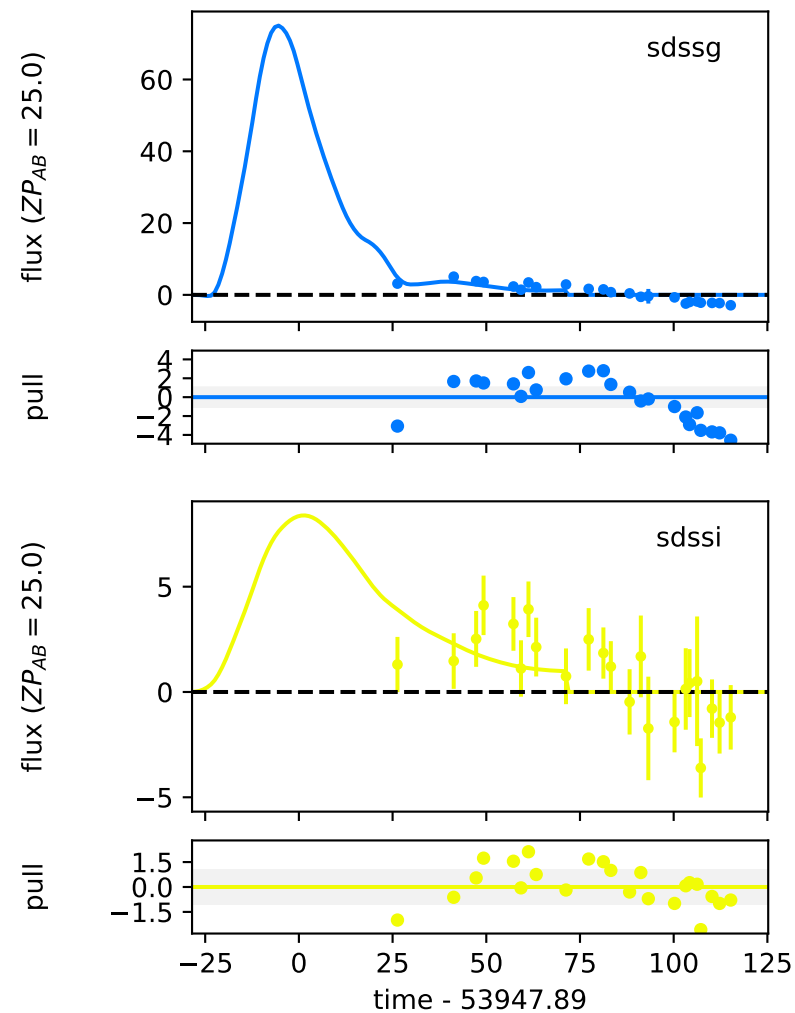 sdssg
flux (ZP_AB = 25.0)
60
40
20
0
pull
4
2
0
−2
−4
sdssi
flux (ZP_AB = 25.0)
5
0
−5
pull
1.5
0.0
−1.5
−25 0 25 50 75 100 125
time - 53947.89